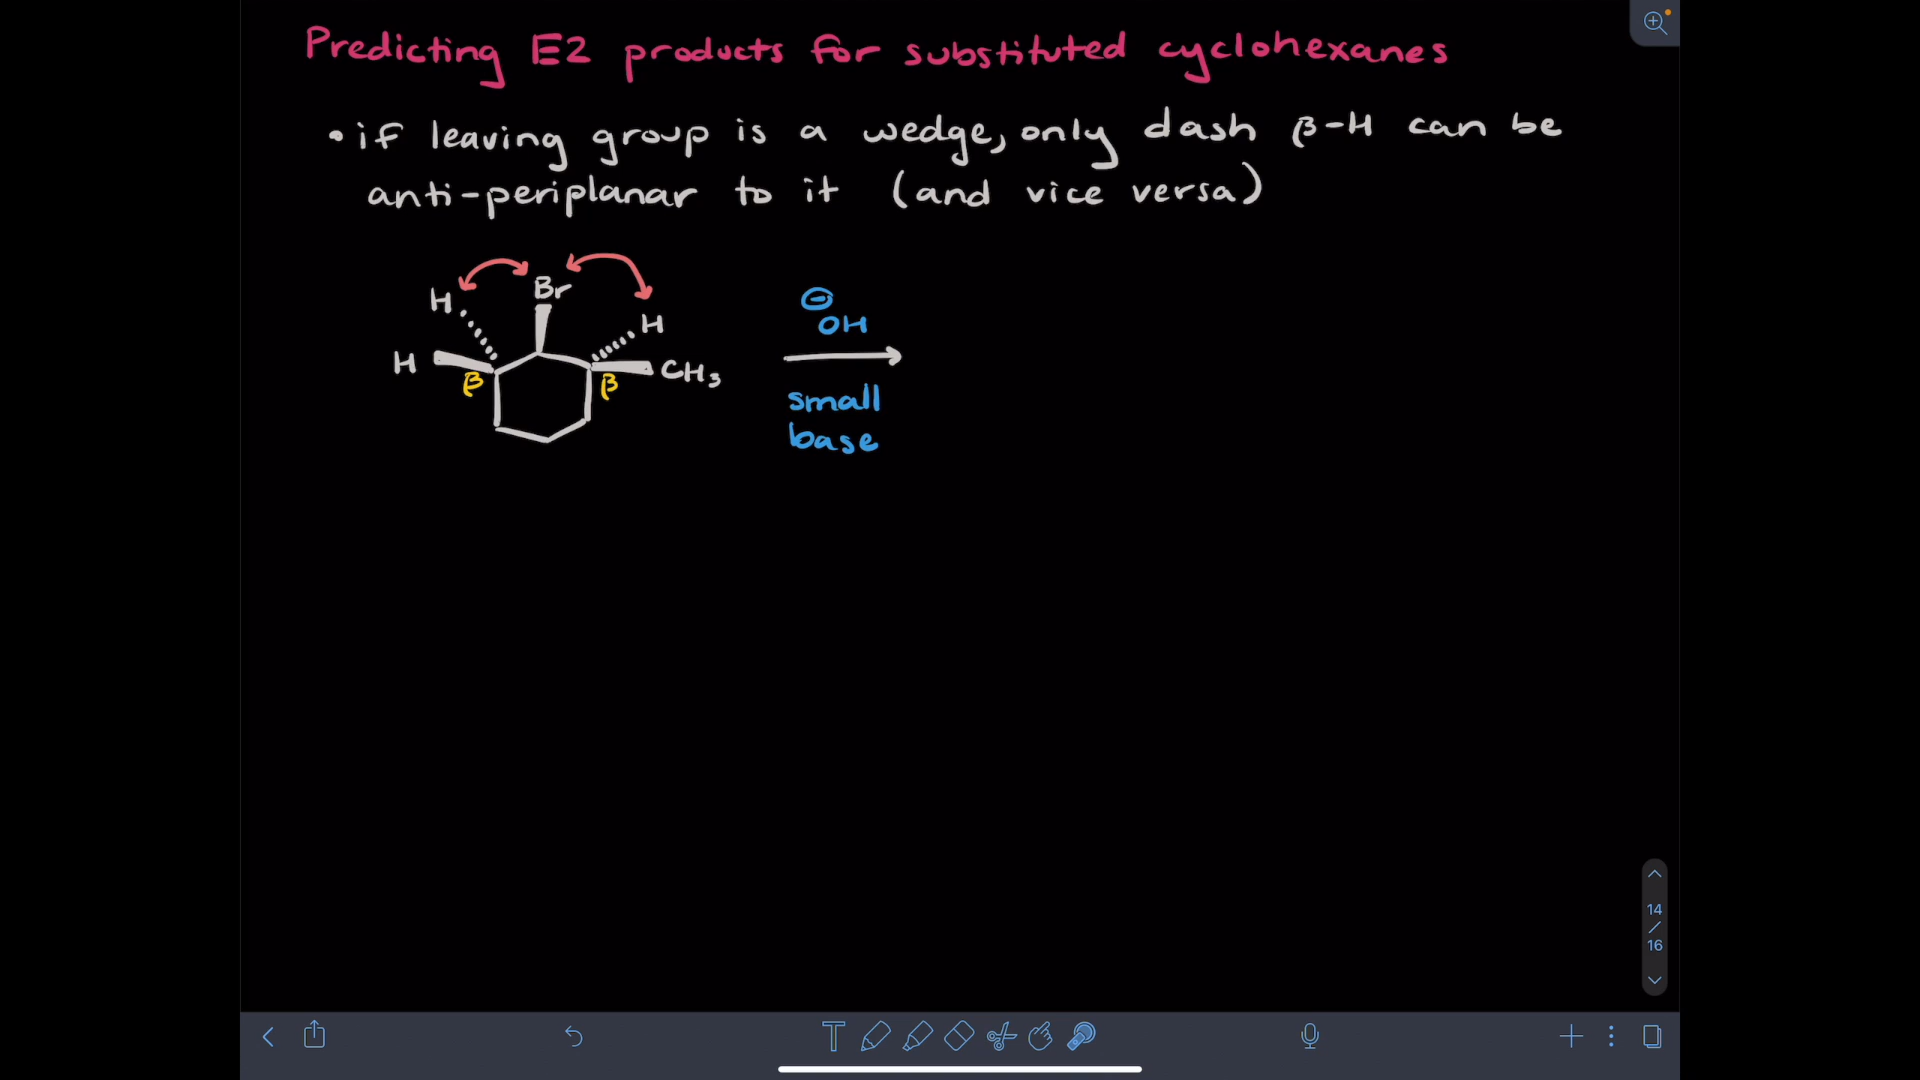 Predicting E2 products for substituted cyclohexanes
• if leaving group is a wedge, only dash β-H can be
anti-periplanar to it (and vice versa)
H Br H
H β β CH₃
⊖
OH
small
base
14
/
16
T